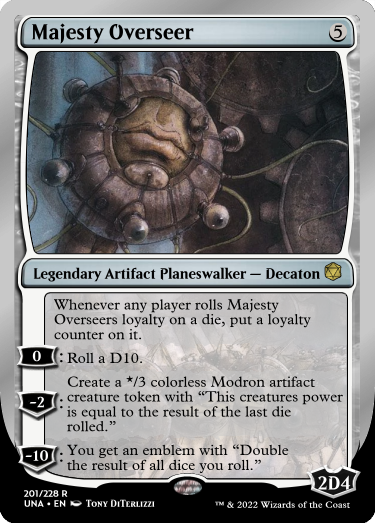 Majesty Overseer 5
Legendary Artifact Planeswalker — Decaton
Whenever any player rolls Majesty
Overseers loyalty on a die, put a loyalty
counter on it.
0 : Roll a D10.
-2 : Create a */3 colorless Modron artifact
creature token with “This creatures power
is equal to the result of the last die
rolled.”
-10 : You get an emblem with “Double
the result of all dice you roll.”
2D4
201/228 R
UNA • EN Tony DiTerlizzi
™ & © 2022 Wizards of the Coast